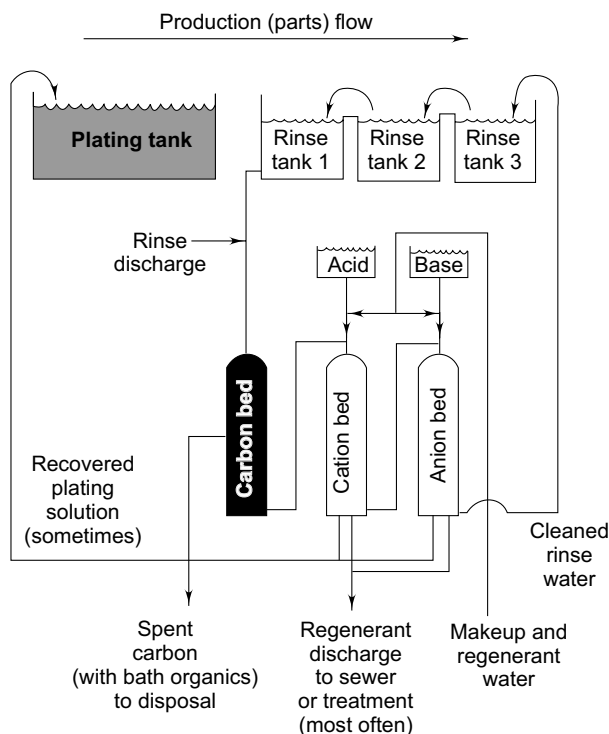 Production (parts) flow
Plating tank
Rinse
tank 1
Rinse
tank 2
Rinse
tank 3
Rinse
discharge
Acid
Base
Carbon bed
Cation bed
Anion bed
Recovered
plating
solution
(sometimes)
Cleaned
rinse
water
Spent
carbon
(with bath organics)
to disposal
Regenerant
discharge
to sewer
or treatment
(most often)
Makeup and
regenerant
water